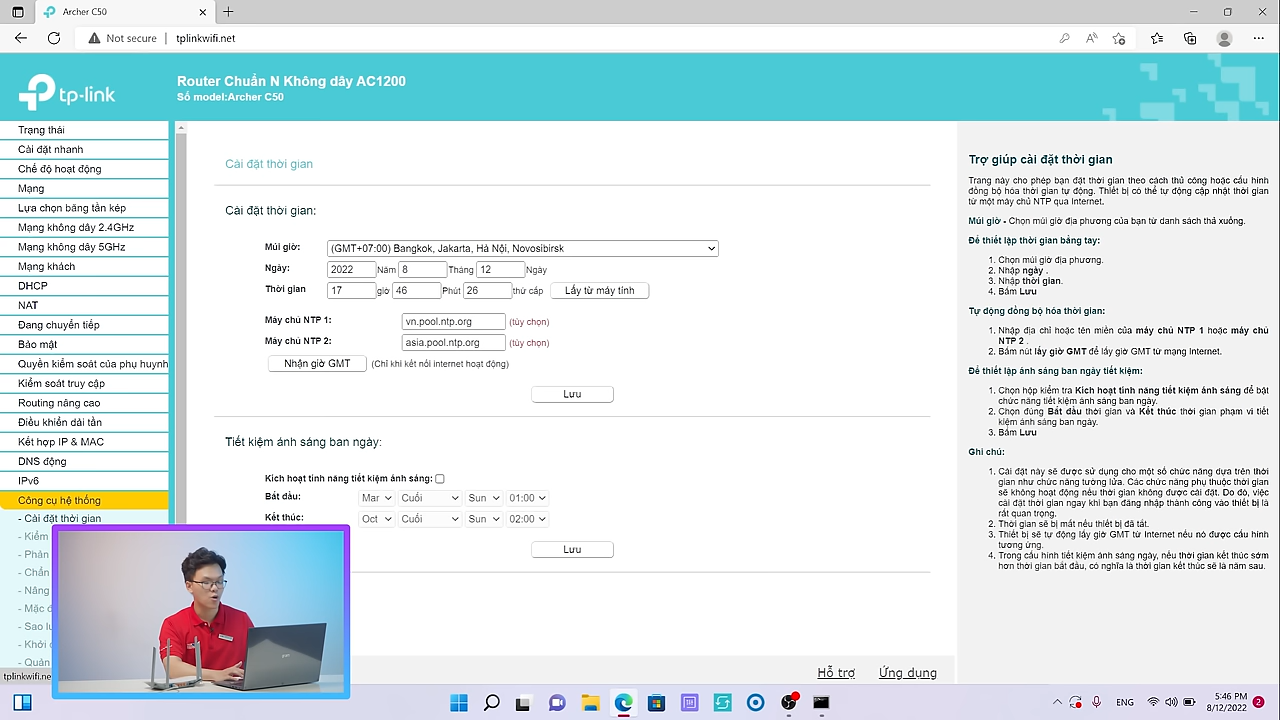 Archer C50
Not secure
tplinkwifi.net
tp-link
Router Chuẩn N Không dây AC1200
Số model:Archer C50
Trạng thái
Cài đặt nhanh
Chế độ hoạt động
Mạng
Lựa chọn băng tần kép
Mạng không dây 2.4GHz
Mạng không dây 5GHz
Mạng khách
DHCP
NAT
Đang chuyển tiếp
Bảo mật
Quyền kiểm soát của phụ huynh
Kiểm soát truy cập
Routing nâng cao
Điều khiển dải tần
Kết hợp IP & MAC
DNS động
IPv6
Công cụ hệ thống
- Cài đặt thời gian
- Kiểm
- Phản
- Chẩn
- Nâng
- Mặc đ
- Sao lư
- Khởi đ
- Quản
tplinkwifi.ne
Cài đặt thời gian
Cài đặt thời gian:
Múi giờ: (GMT+07:00) Bangkok, Jakarta, Hà Nội, Novosibirsk
Ngày: 2022 Năm 8 Tháng 12 Ngày
Thời gian 17 giờ 46 Phút 26 thứ cấp Lấy từ máy tính
Máy chủ NTP 1: vn.pool.ntp.org (tùy chọn)
Máy chủ NTP 2: asia.pool.ntp.org (tùy chọn)
Nhận giờ GMT (Chỉ khi kết nối internet hoạt động)
Lưu
Tiết kiệm ánh sáng ban ngày:
Kích hoạt tính năng tiết kiệm ánh sáng:
Bắt đầu: Mar Cuối Sun 01:00
Kết thúc: Oct Cuối Sun 02:00
Lưu
Hỗ trợ Ứng dụng
Trợ giúp cài đặt thời gian
Trang này cho phép bạn đặt thời gian theo cách thủ công hoặc cấu hình
đồng bộ hóa thời gian tự động. Thiết bị có thể tự động cập nhật thời gian
từ một máy chủ NTP qua Internet.
Múi giờ - Chọn múi giờ địa phương của bạn từ danh sách thả xuống.
Để thiết lập thời gian bằng tay:
1. Chọn múi giờ địa phương.
2. Nhập ngày .
3. Nhập thời gian.
4. Bấm Lưu
Tự động đồng bộ hóa thời gian:
1. Nhập địa chỉ hoặc tên miền của máy chủ NTP 1 hoặc máy chủ
NTP 2 .
2. Bấm nút lấy giờ GMT để lấy giờ GMT từ mạng Internet.
Để thiết lập ánh sáng ban ngày tiết kiệm:
1. Chọn hộp kiểm tra Kích hoạt tính năng tiết kiệm ánh sáng để bật
chức năng tiết kiệm ánh sáng ban ngày.
2. Chọn đúng Bắt đầu thời gian và Kết thúc thời gian phạm vi tiết
kiệm ánh sáng ban ngày.
3. Bấm Lưu
Ghi chú:
1. Cài đặt này sẽ được sử dụng cho một số chức năng dựa trên thời
gian như chức năng tường lửa. Các chức năng phụ thuộc thời gian
sẽ không hoạt động nếu thời gian không được cài đặt. Do đó, việc
cài đặt thời gian ngay khi bạn đăng nhập thành công vào thiết bị là
rất quan trọng.
2. Thời gian sẽ bị mất nếu thiết bị đã tắt.
3. Thiết bị sẽ tự động lấy giờ GMT từ Internet nếu nó được cấu hình
tương ứng.
4. Trong cấu hình tiết kiệm ánh sáng ngày, nếu thời gian kết thúc sớm
hơn thời gian bắt đầu, có nghĩa là thời gian kết thúc sẽ là năm sau.
ENG
5:46 PM
8/12/2022
2